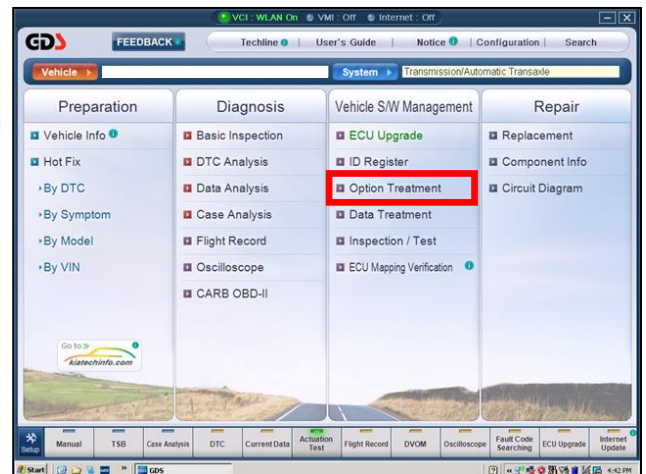 VCI : WLAN On VMI : Off Internet : Off
GDS FEEDBACK Techline User's Guide Notice Configuration Search
Vehicle System Transmission/Automatic Transaxle
Preparation Diagnosis Vehicle S/W Management Repair
Vehicle Info Basic Inspection ECU Upgrade Replacement
Hot Fix DTC Analysis ID Register Component Info
By DTC Data Analysis Option Treatment Circuit Diagram
By Symptom Case Analysis Data Treatment
By Model Flight Record Inspection / Test
By VIN Oscilloscope ECU Mapping Verification
CARB OBD-II
Go to »
kiatechinfo.com
Setup Manual TSB Case Analysis DTC Current Data Actuation Test Flight Record DVOM Oscilloscope Fault Code Searching ECU Upgrade Internet Update
Start GDS 4:42 PM